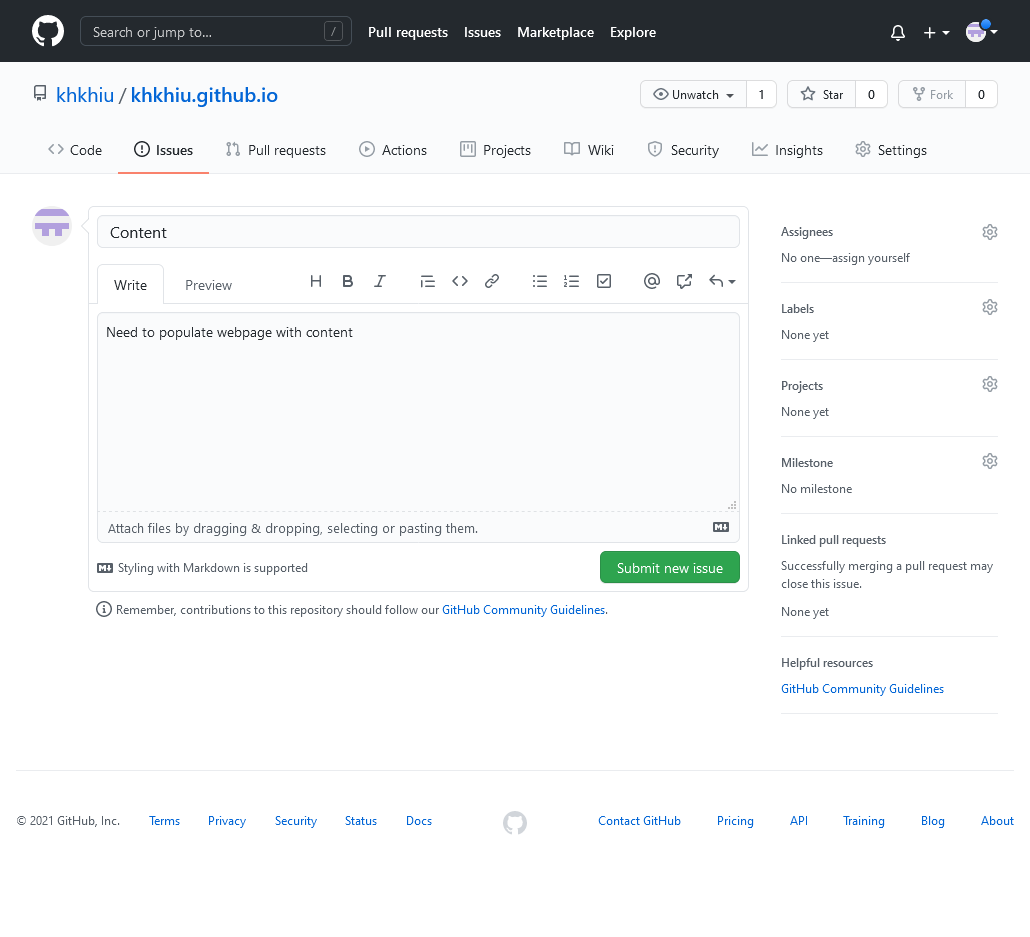 Search or jump to... / Pull requests Issues Marketplace Explore
khkhiu / khkhiu.github.io Unwatch 1 Star 0 Fork 0
Code Issues Pull requests Actions Projects Wiki Security Insights Settings
Content
Write Preview
Need to populate webpage with content
Attach files by dragging & dropping, selecting or pasting them.
Styling with Markdown is supported Submit new issue
Remember, contributions to this repository should follow our GitHub Community Guidelines.
Assignees
No one—assign yourself
Labels
None yet
Projects
None yet
Milestone
No milestone
Linked pull requests
Successfully merging a pull request may
close this issue.
None yet
Helpful resources
GitHub Community Guidelines
© 2021 GitHub, Inc. Terms Privacy Security Status Docs Contact GitHub Pricing API Training Blog About